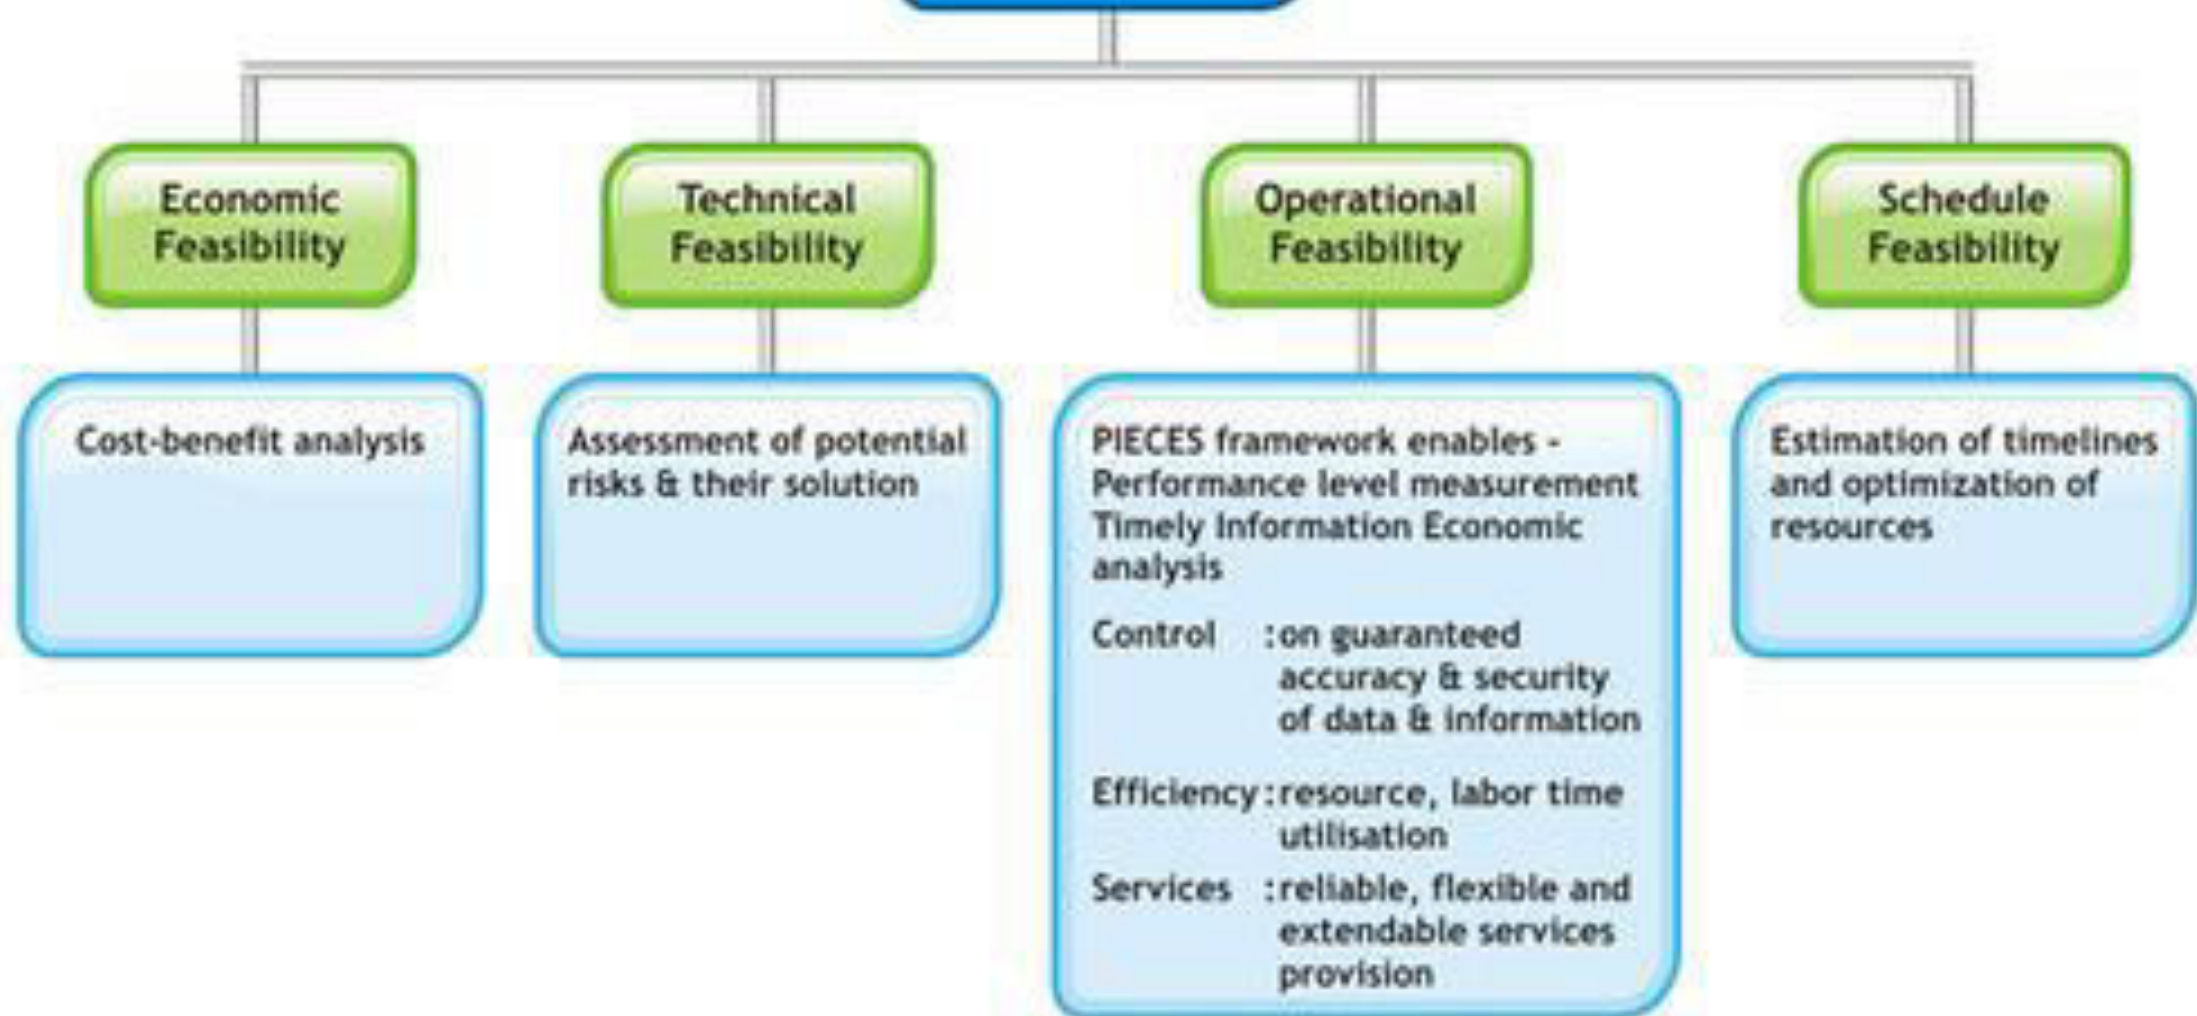 Economic
Feasibility
Technical
Feasibility
Operational
Feasibility
Schedule
Feasibility
Cost-benefit analysis
Assessment of potential
risks & their solution
PIECES framework enables -
Performance level measurement
Timely Information Economic
analysis
Control :on guaranteed
accuracy & security
of data & information
Efficiency:resource, labor time
utilisation
Services :reliable, flexible and
extendable services
provision
Estimation of timelines
and optimization of
resources